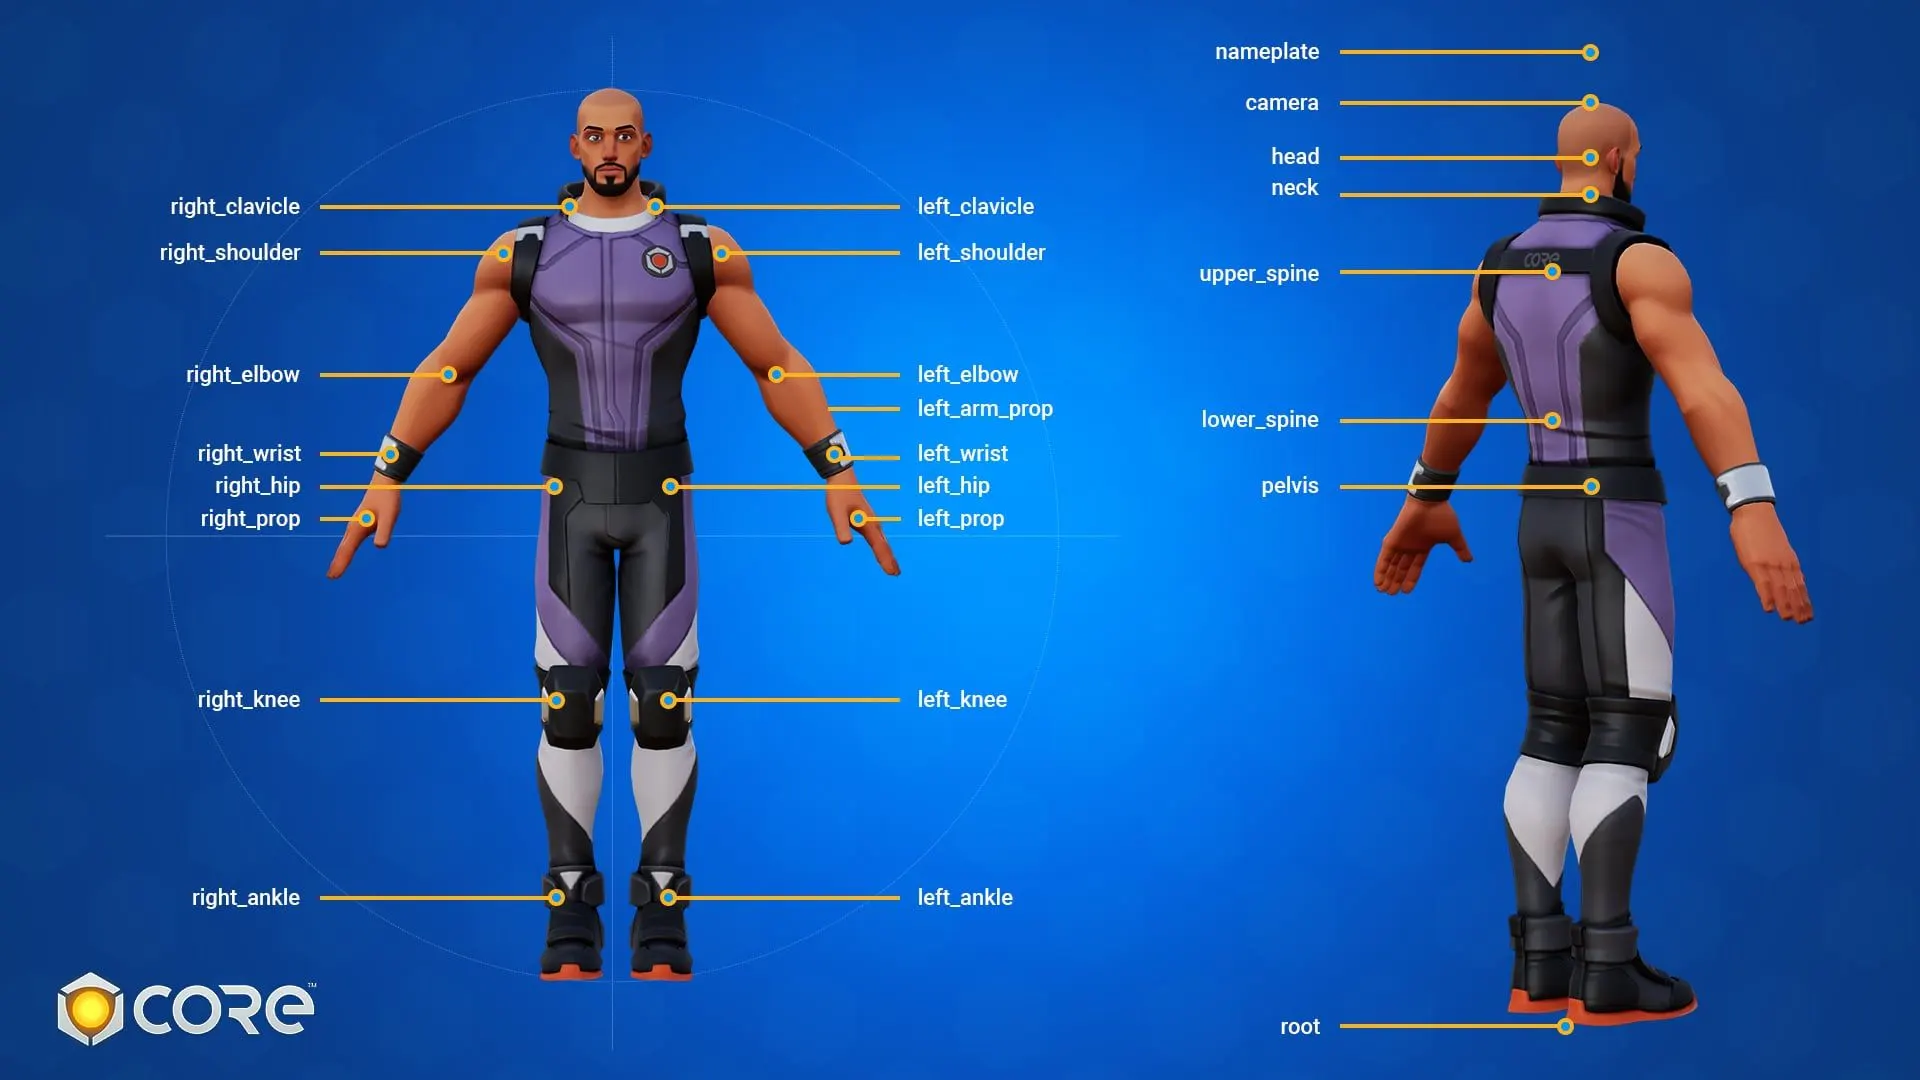 right_clavicle
right_shoulder
right_elbow
right_wrist
right_hip
right_prop
right_knee
right_ankle
left_clavicle
left_shoulder
left_elbow
left_arm_prop
left_wrist
left_hip
left_prop
left_knee
left_ankle
nameplate
camera
head
neck
CORE
upper_spine
lower_spine
pelvis
root
CORe™